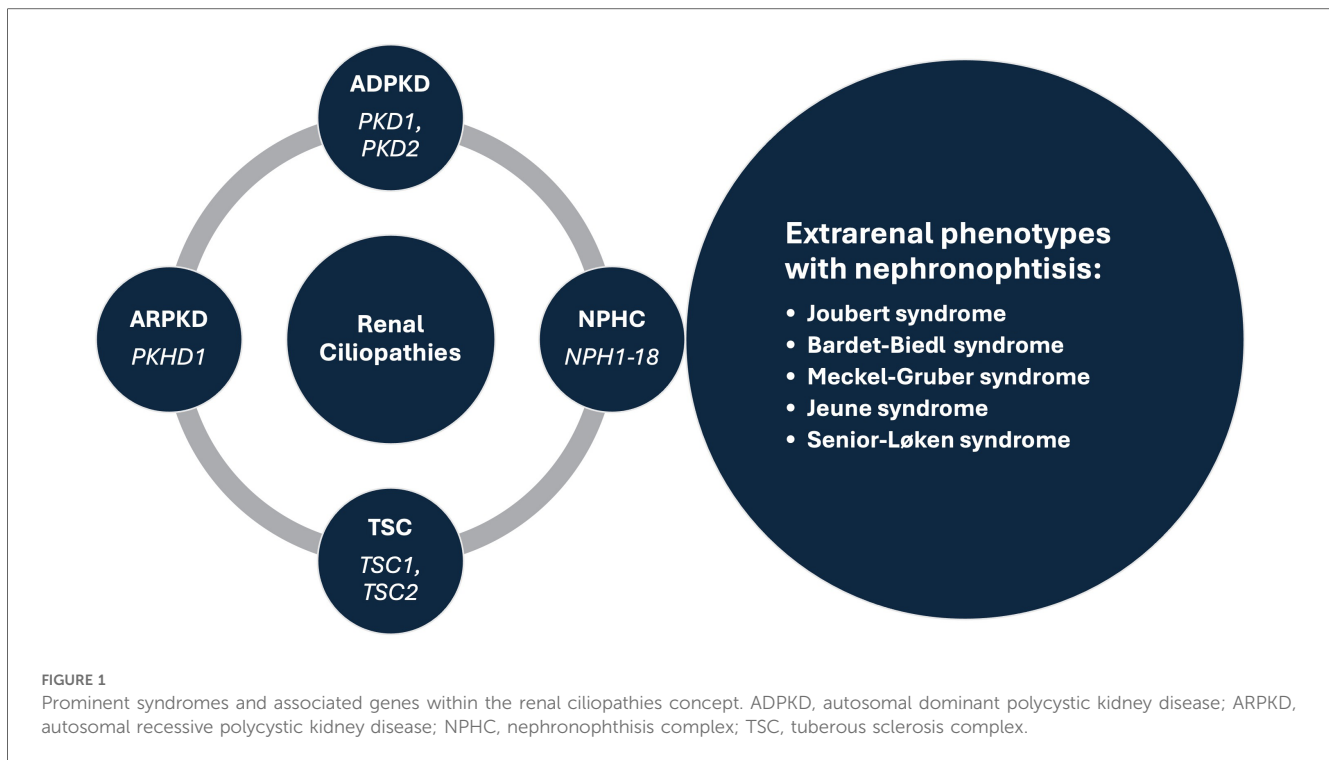 ADPKD
PKD1,
PKD2
ARPKD
PKHD1
Renal
Ciliopathies
NPHC
NPH1-18
TSC
TSC1,
TSC2
Extrarenal phenotypes
with nephronophtisis:
• Joubert syndrome
• Bardet-Biedl syndrome
• Meckel-Gruber syndrome
• Jeune syndrome
• Senior-Løken syndrome
FIGURE 1
Prominent syndromes and associated genes within the renal ciliopathies concept. ADPKD, autosomal dominant polycystic kidney disease; ARPKD,
autosomal recessive polycystic kidney disease; NPHC, nephronophthisis complex; TSC, tuberous sclerosis complex.